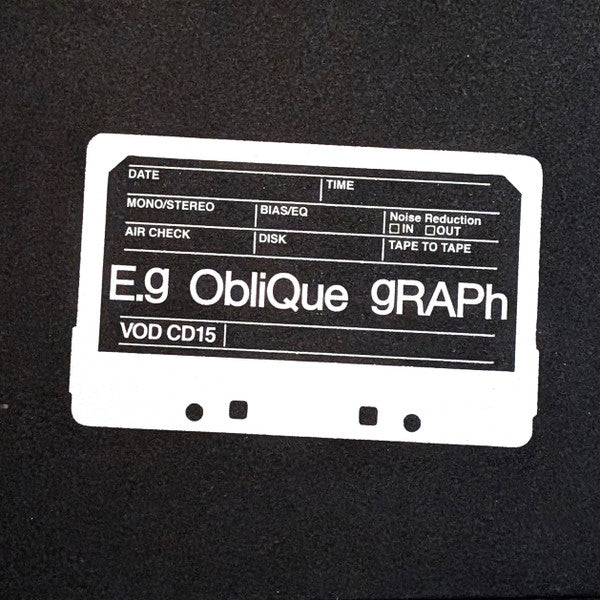 DATE TIME
MONO/STEREO BIAS/EQ Noise Reduction
□IN □OUT
AIR CHECK DISK TAPE TO TAPE
E.g ObliQue gRAPh
VOD CD15